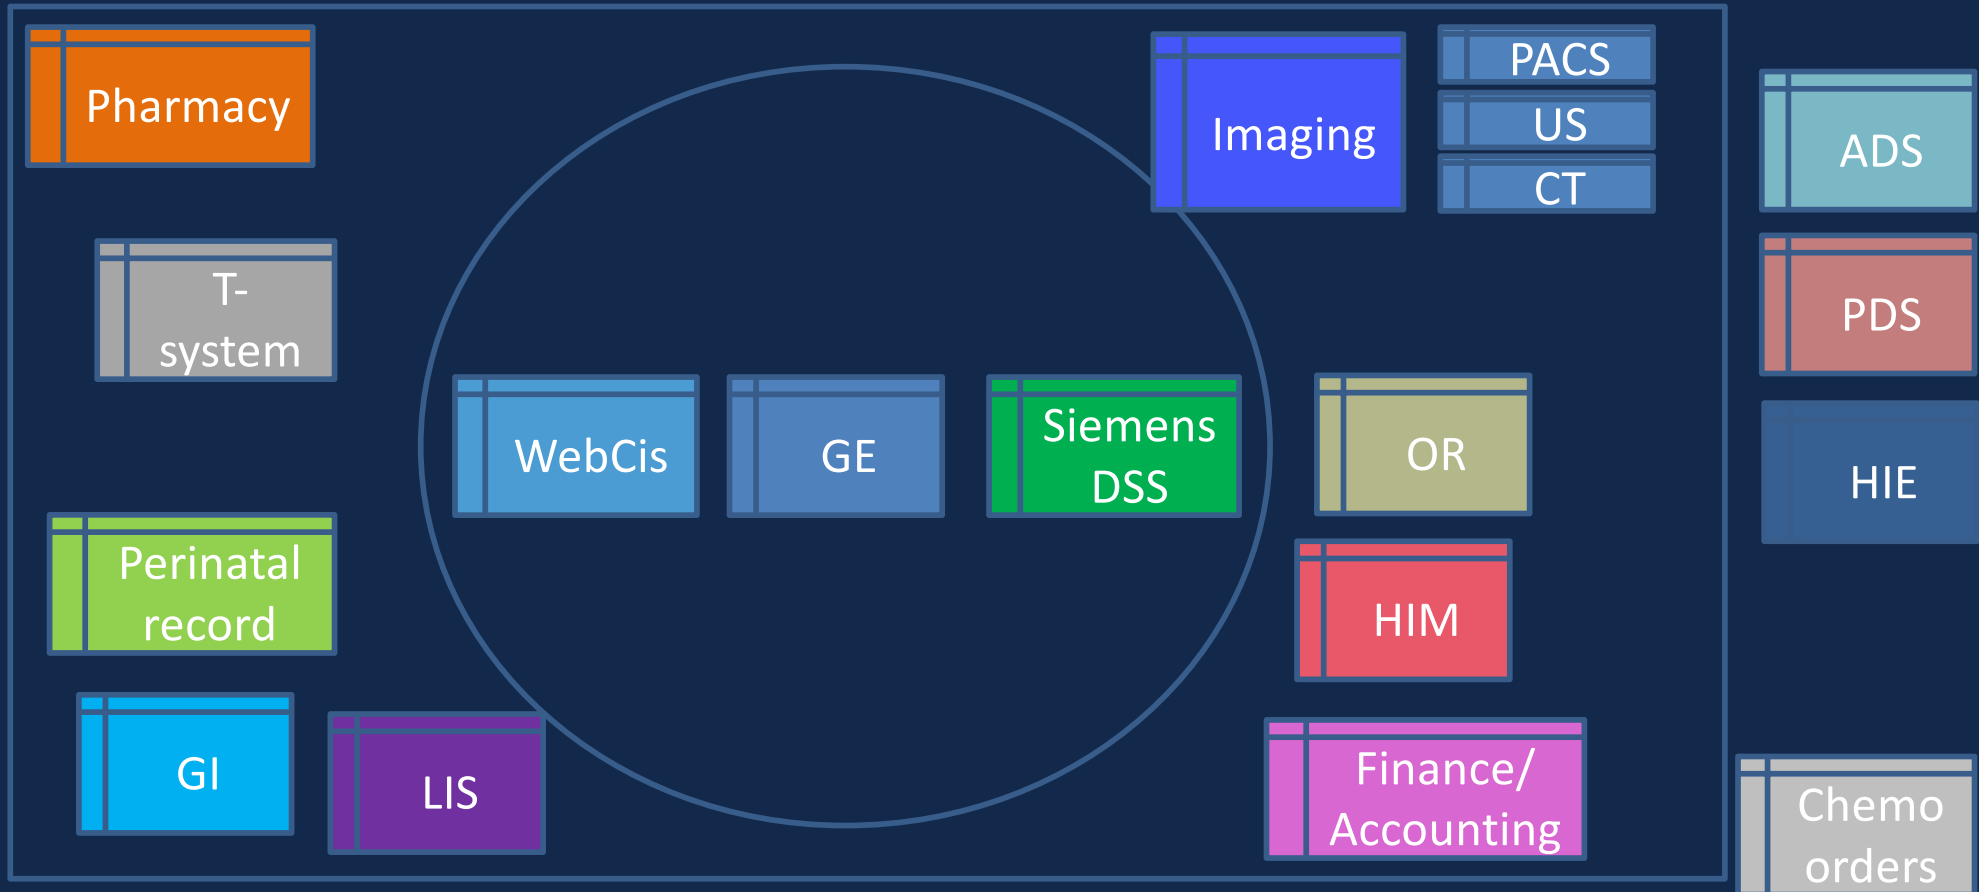 Pharmacy
Imaging
PACS
US
CT
ADS
T-
system
PDS
WebCis
GE
Siemens
DSS
OR
HIE
Perinatal
record
HIM
GI
LIS
Finance/
Accounting
Chemo
orders